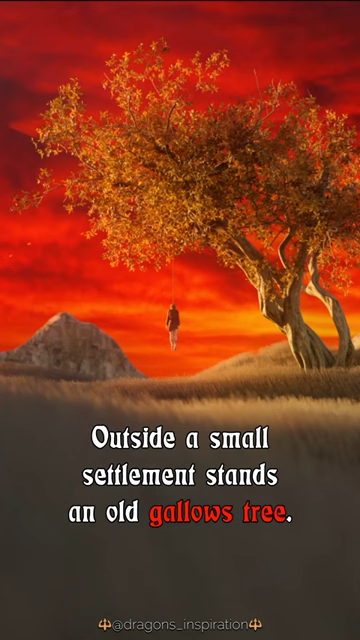 Outside a small
settlement stands
an old gallows tree.
@dragons_inspiration